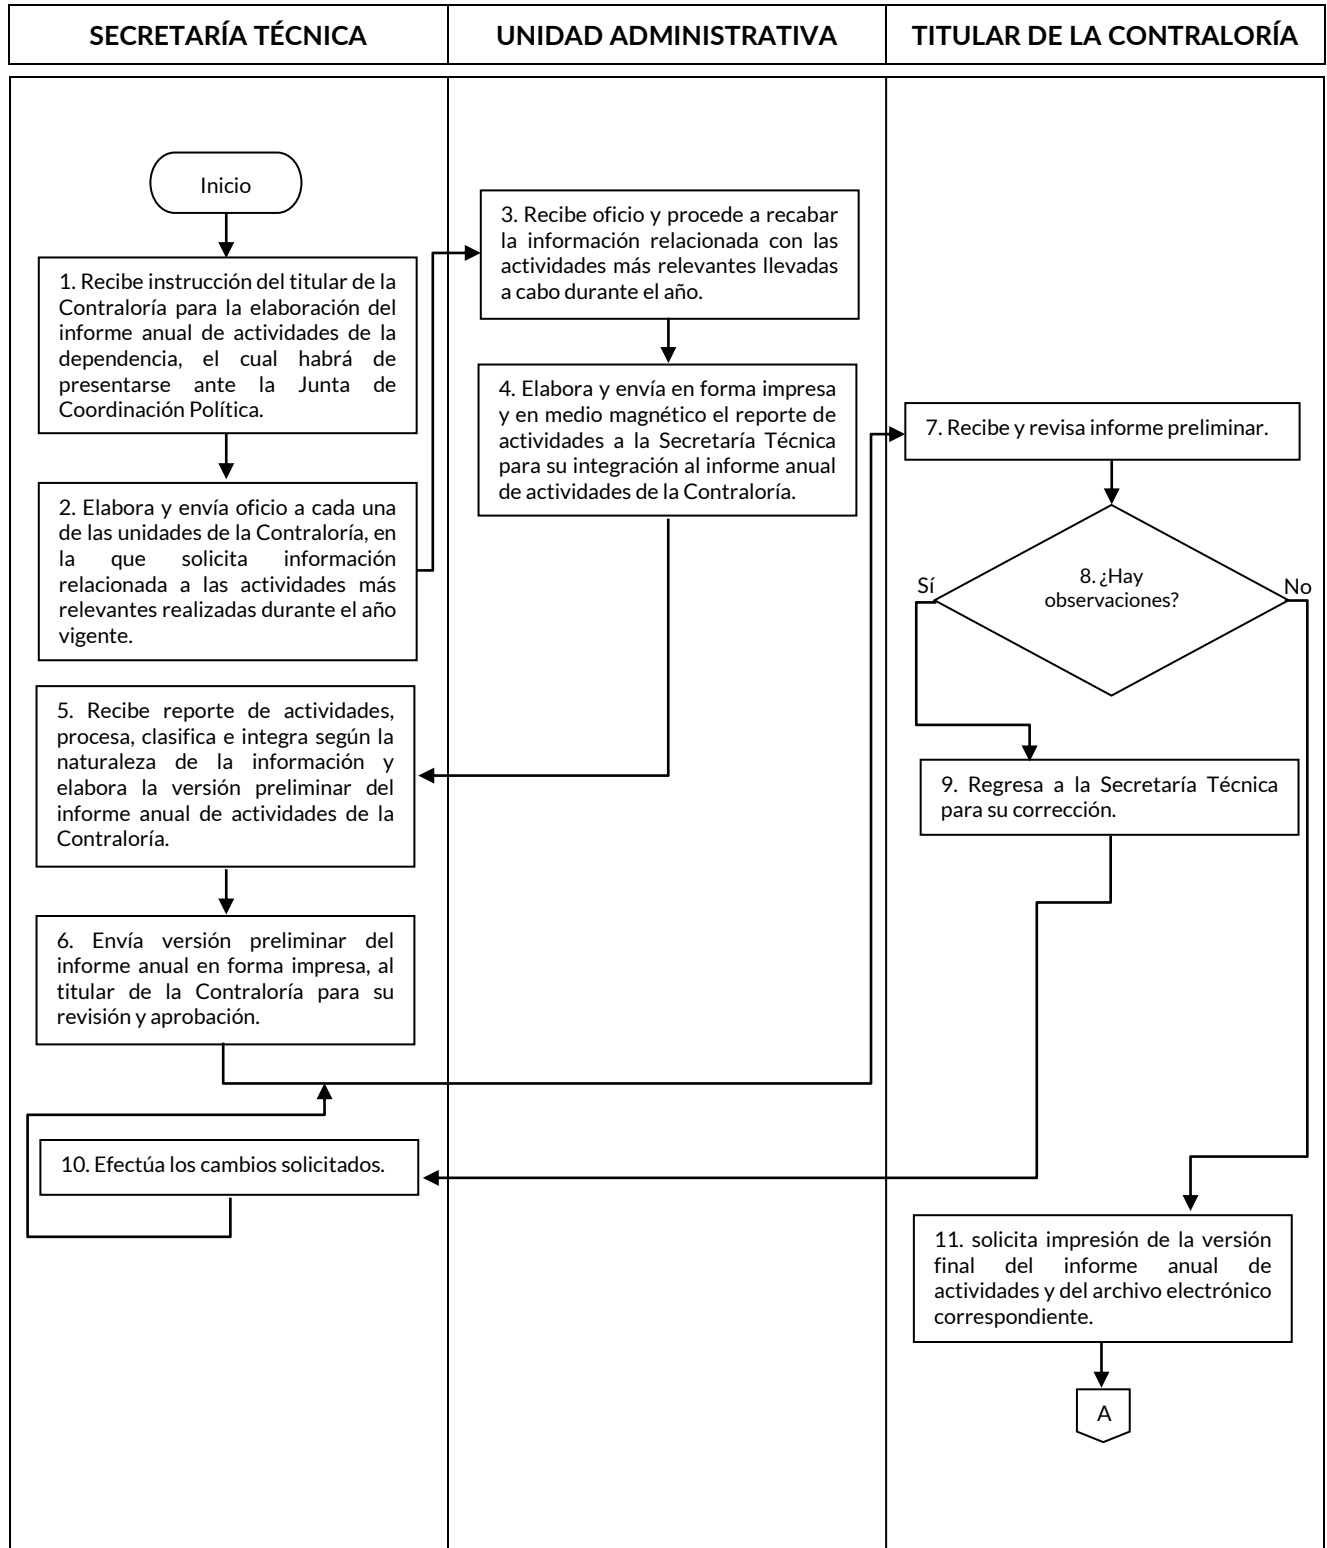 SECRETARÍA TÉCNICA
UNIDAD ADMINISTRATIVA
TITULAR DE LA CONTRALORÍA
Inicio
1. Recibe instrucción del titular de la
Contraloría para la elaboración del
informe anual de actividades de la
dependencia, el cual habrá de
presentarse ante la Junta de
Coordinación Política.
2. Elabora y envía oficio a cada una
de las unidades de la Contraloría, en
la que solicita información
relacionada a las actividades más
relevantes realizadas durante el año
vigente.
3. Recibe oficio y procede a recabar
la información relacionada con las
actividades más relevantes llevadas
a cabo durante el año.
4. Elabora y envía en forma impresa
y en medio magnético el reporte de
actividades a la Secretaría Técnica
para su integración al informe anual
de actividades de la Contraloría.
5. Recibe reporte de actividades,
procesa, clasifica e integra según la
naturaleza de la información y
elabora la versión preliminar del
informe anual de actividades de la
Contraloría.
6. Envía versión preliminar del
informe anual en forma impresa, al
titular de la Contraloría para su
revisión y aprobación.
7. Recibe y revisa informe preliminar.
8. ¿Hay
observaciones?
Sí
No
9. Regresa a la Secretaría Técnica
para su corrección.
10. Efectúa los cambios solicitados.
11. solicita impresión de la versión
final del informe anual de
actividades y del archivo electrónico
correspondiente.
A